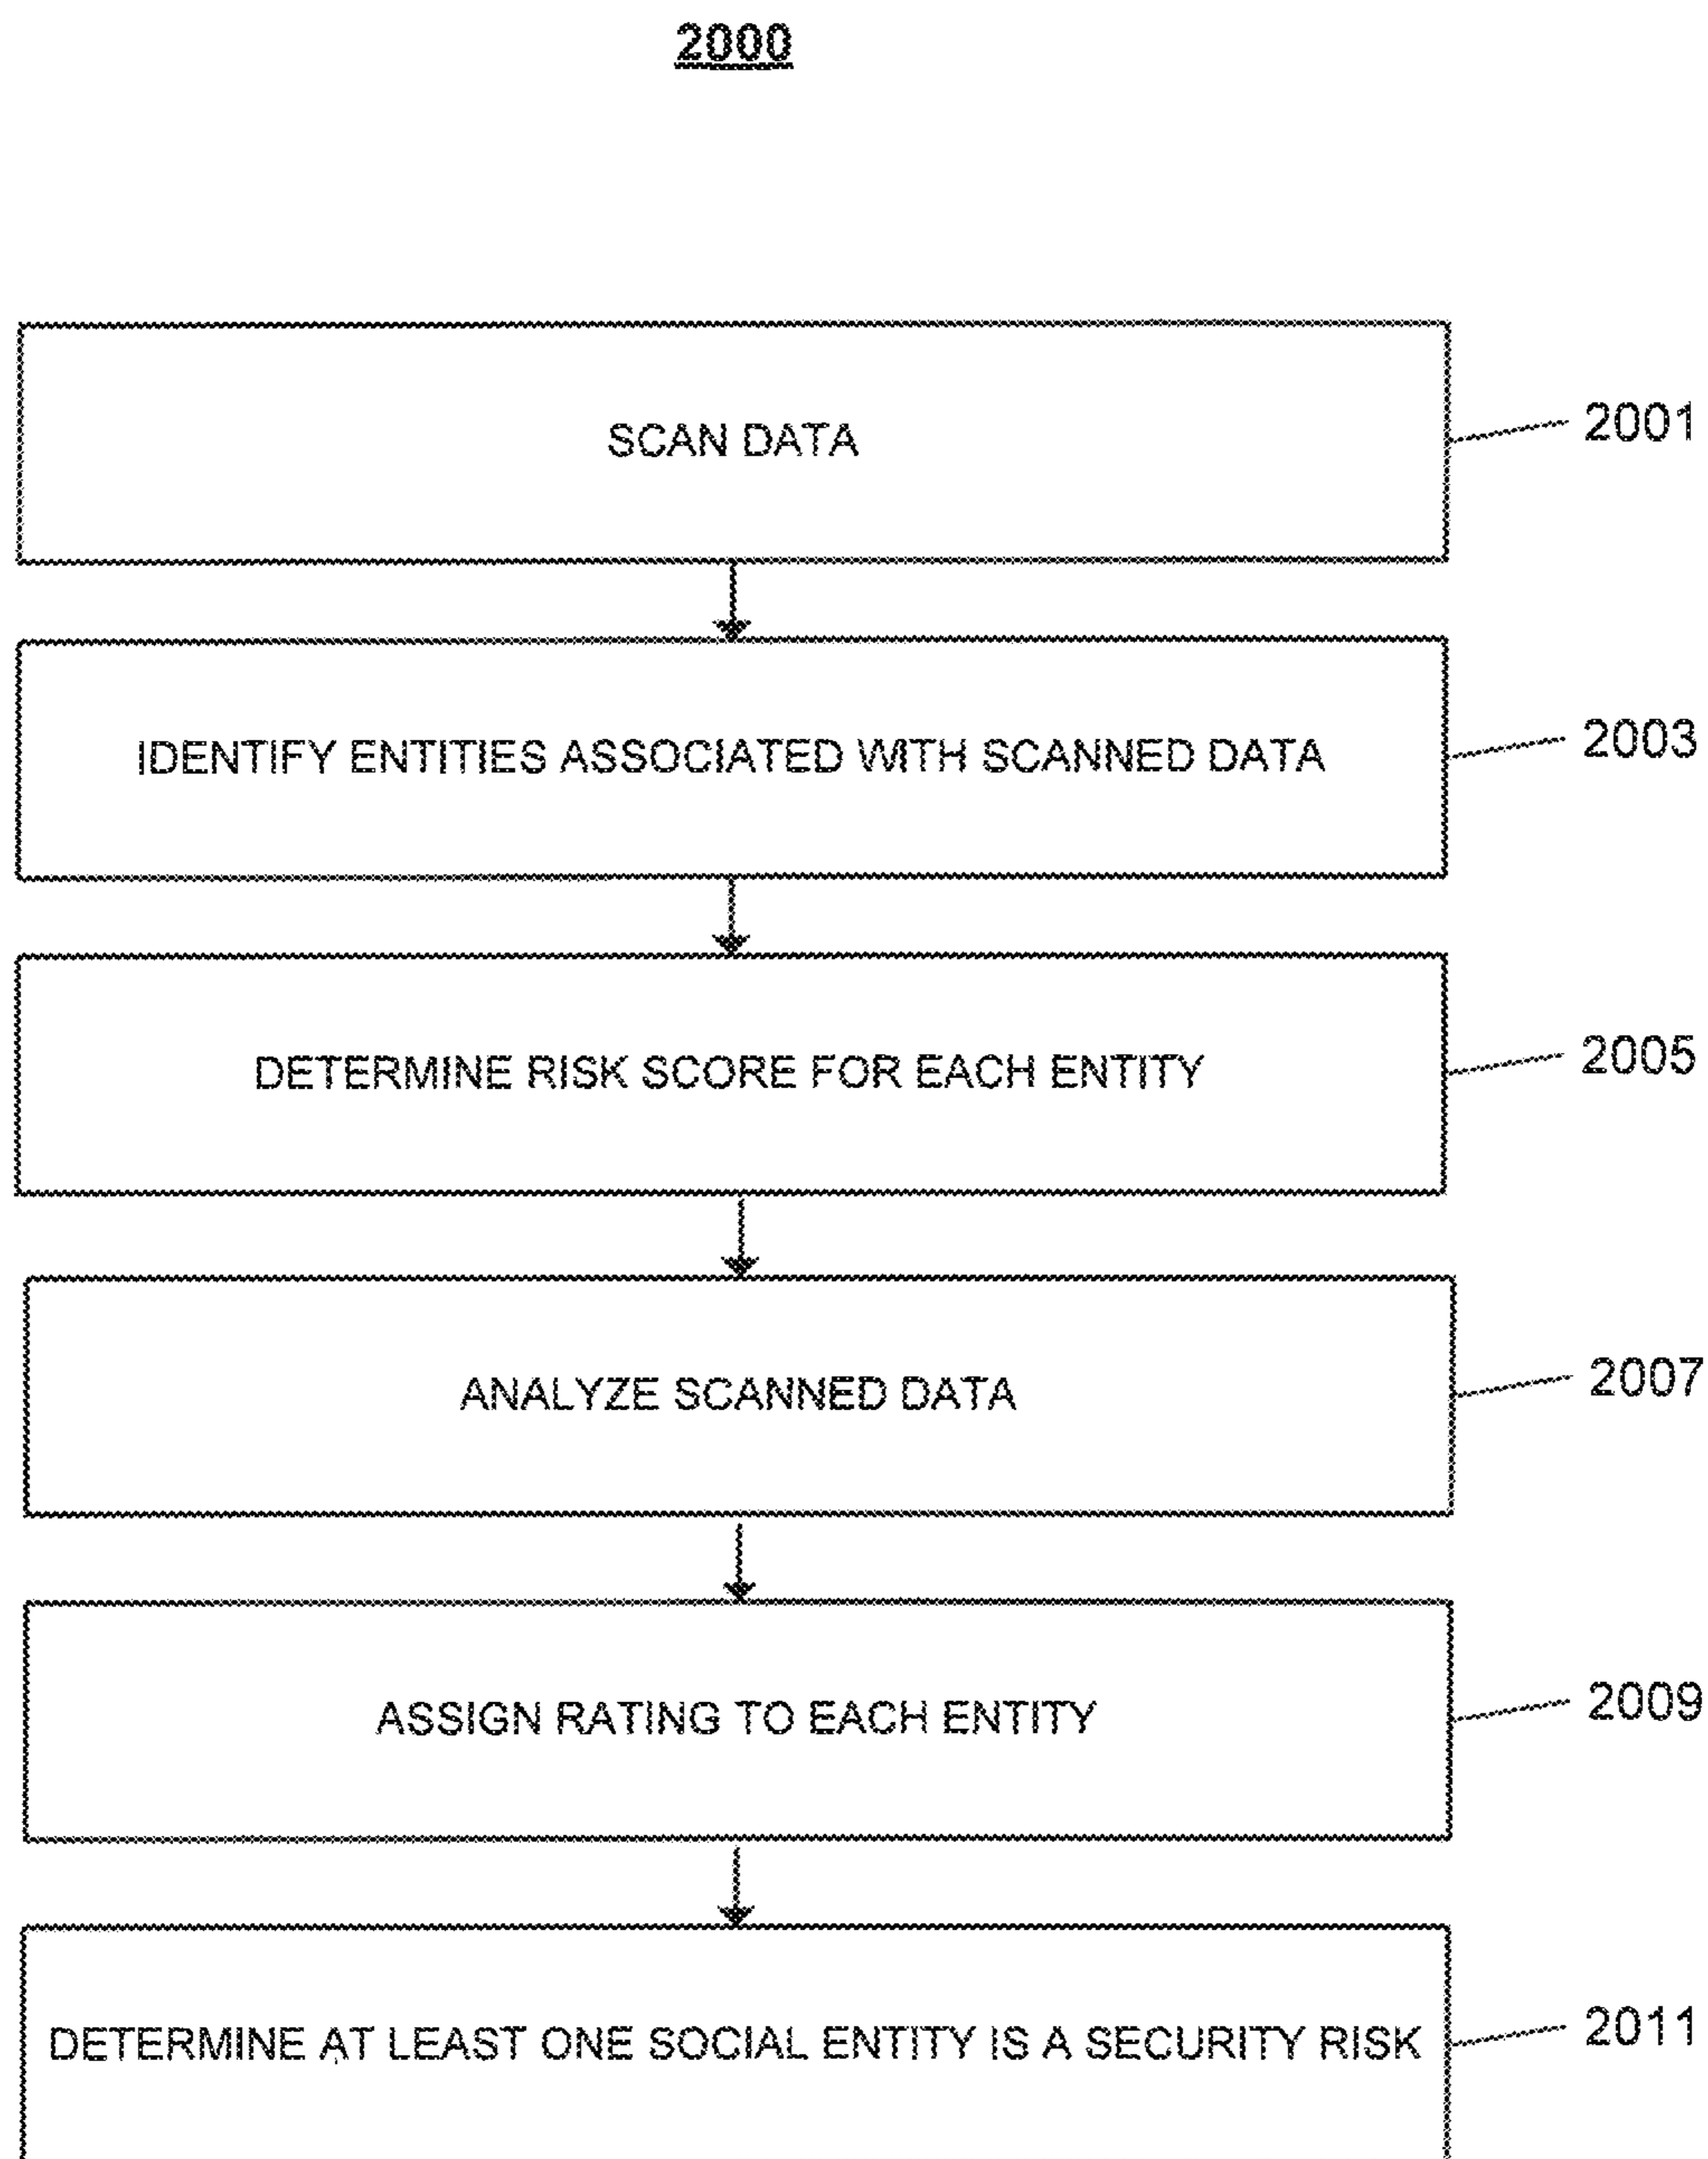 2000
SCAN DATA
2001
IDENTIFY ENTITIES ASSOCIATED WITH SCANNED DATA
2003
DETERMINE RISK SCORE FOR EACH ENTITY
2005
ANALYZE SCANNED DATA
2007
ASSIGN RATING TO EACH ENTITY
2009
DETERMINE AT LEAST ONE SOCIAL ENTITY IS A SECURITY RISK
2011